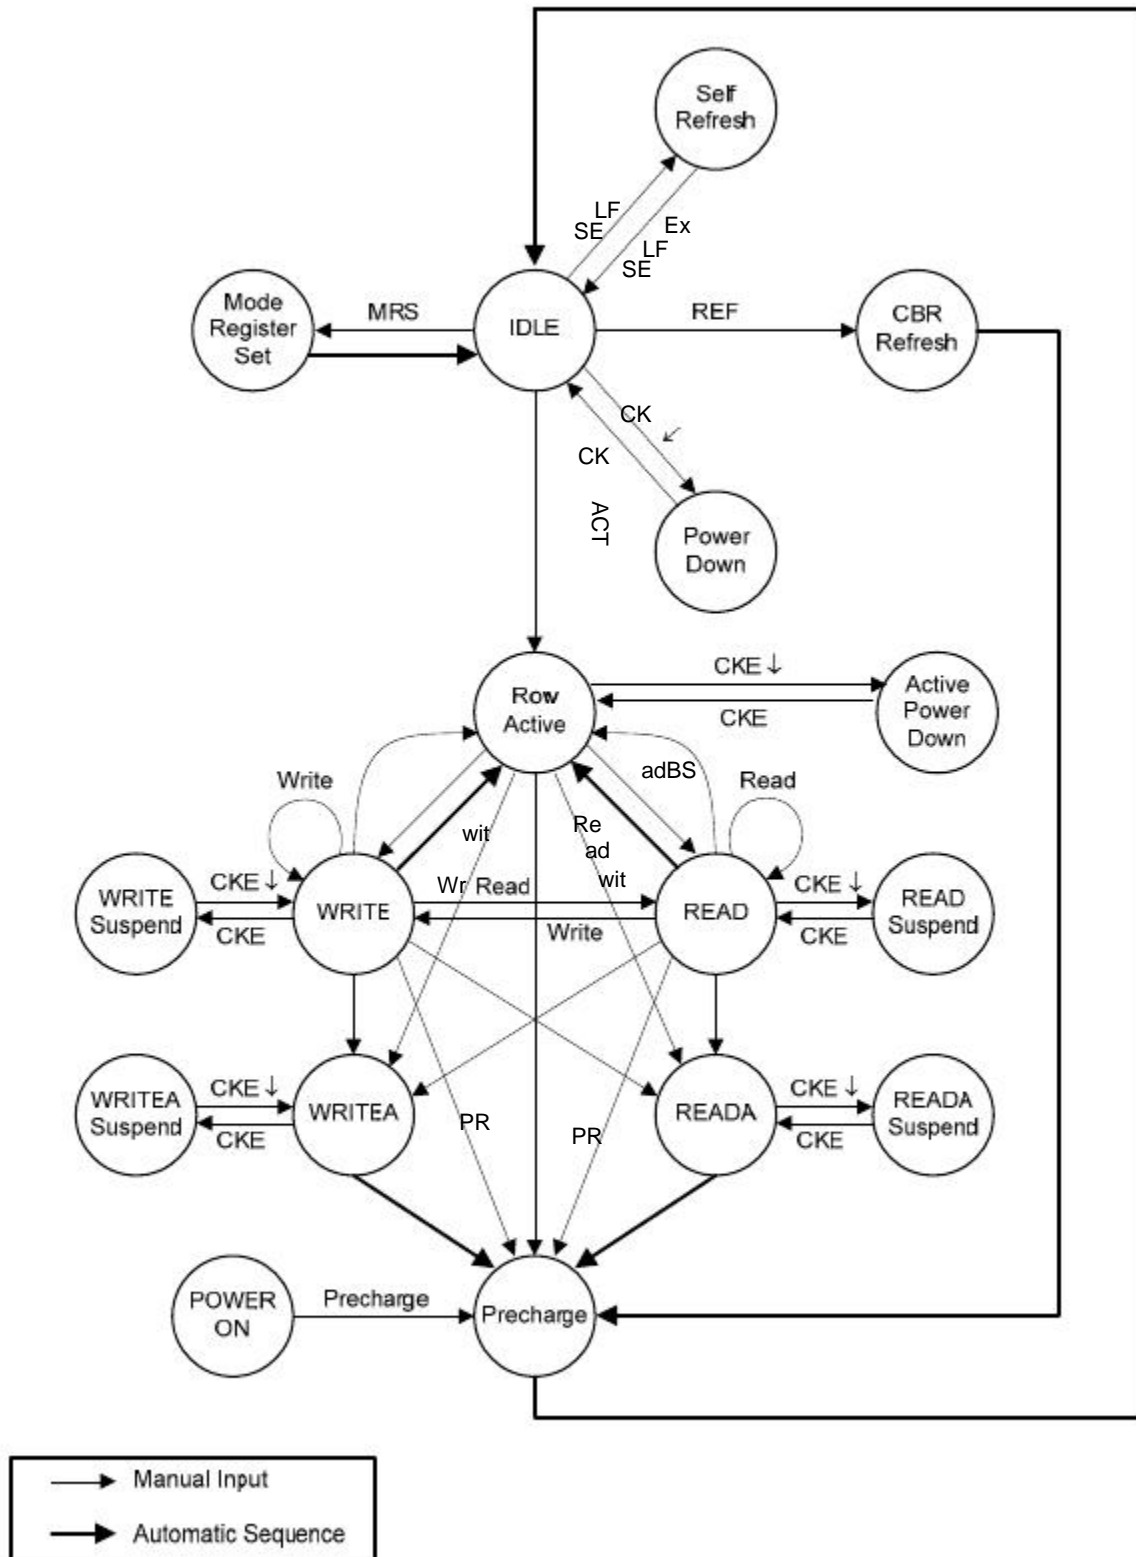 Self
Refresh
LF
SE
Ex
LF
SE
Mode
Register
Set
MRS
IDLE
REF
CBR
Refresh
CK
↙
CK
ACT
Power
Down
Row
Active
CKE ↓
CKE
Active
Power
Down
Write
adBS
Read
wit
Re
ad
wit
WRITE
Suspend
CKE ↓
CKE
WRITE
Wr
Read
Write
READ
CKE ↓
CKE
READ
Suspend
WRITEA
Suspend
CKE ↓
CKE
WRITEA
PR
PR
READA
CKE ↓
CKE
READA
Suspend
POWER
ON
Precharge
Precharge
Manual Input
Automatic Sequence